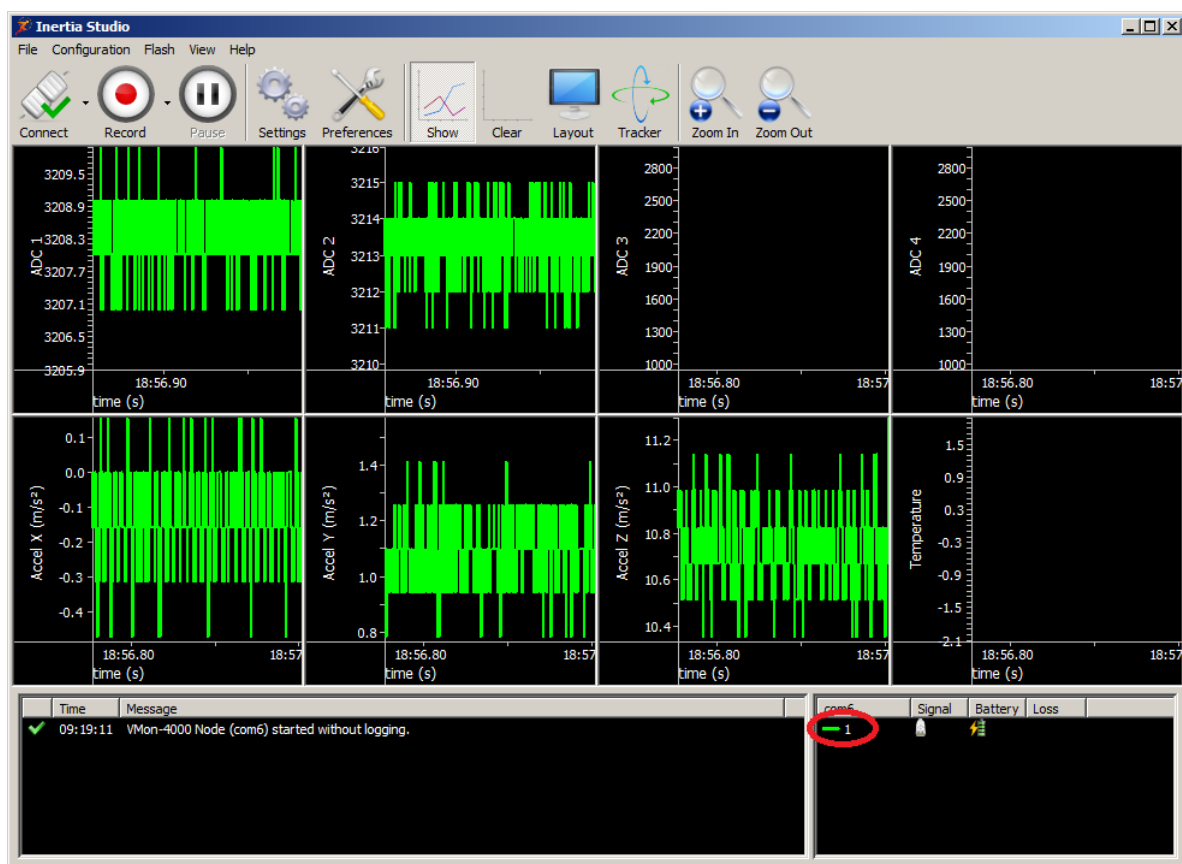 Inertia Studio
File Configuration Flash View Help
Connect Record Pause Settings Preferences Show Clear Layout Tracker Zoom In Zoom Out
ADC 1
3209.5
3208.9
3208.3
3207.7
3207.1
3206.5
3205.9
18:56.90
time (s)
ADC 2
3216
3215
3214
3213
3212
3211
3210
18:56.90
time (s)
ADC 3
2800
2500
2200
1900
1600
1300
1000
18:56.80 18:57
time (s)
ADC 4
2800
2500
2200
1900
1600
1300
1000
18:56.80 18:57
time (s)
Accel X (m/s²)
0.1
0.0
-0.1
-0.2
-0.3
-0.4
18:56.80 18:57
time (s)
Accel Y (m/s²)
1.4
1.2
1.0
0.8
18:56.80 18:57
time (s)
Accel Z (m/s²)
11.2
11.0
10.8
10.6
10.4
18:56.80 18:57
time (s)
Temperature
1.5
0.9
0.3
-0.3
-0.9
-1.5
-2.1
18:56.80 18:57
time (s)
Time Message
09:19:11 VMon-4000 Node (com6) started without logging.
com6 Signal Battery Loss
1